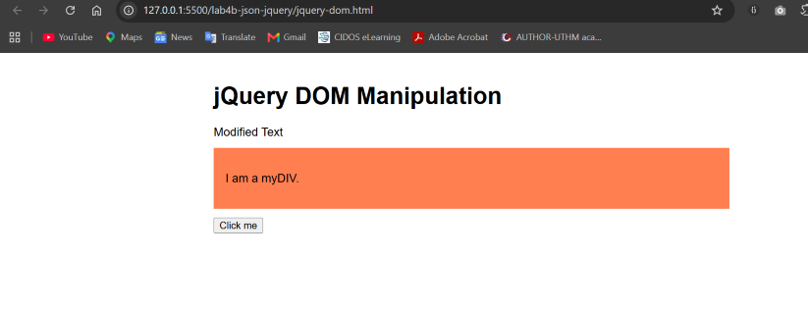 127.0.0.1:5500/lab4b-json-jquery/jquery-dom.html
YouTube Maps News Translate Gmail CIDOS eLearning Adobe Acrobat AUTHOR-UTHM aca...
jQuery DOM Manipulation
Modified Text
I am a myDIV.
Click me